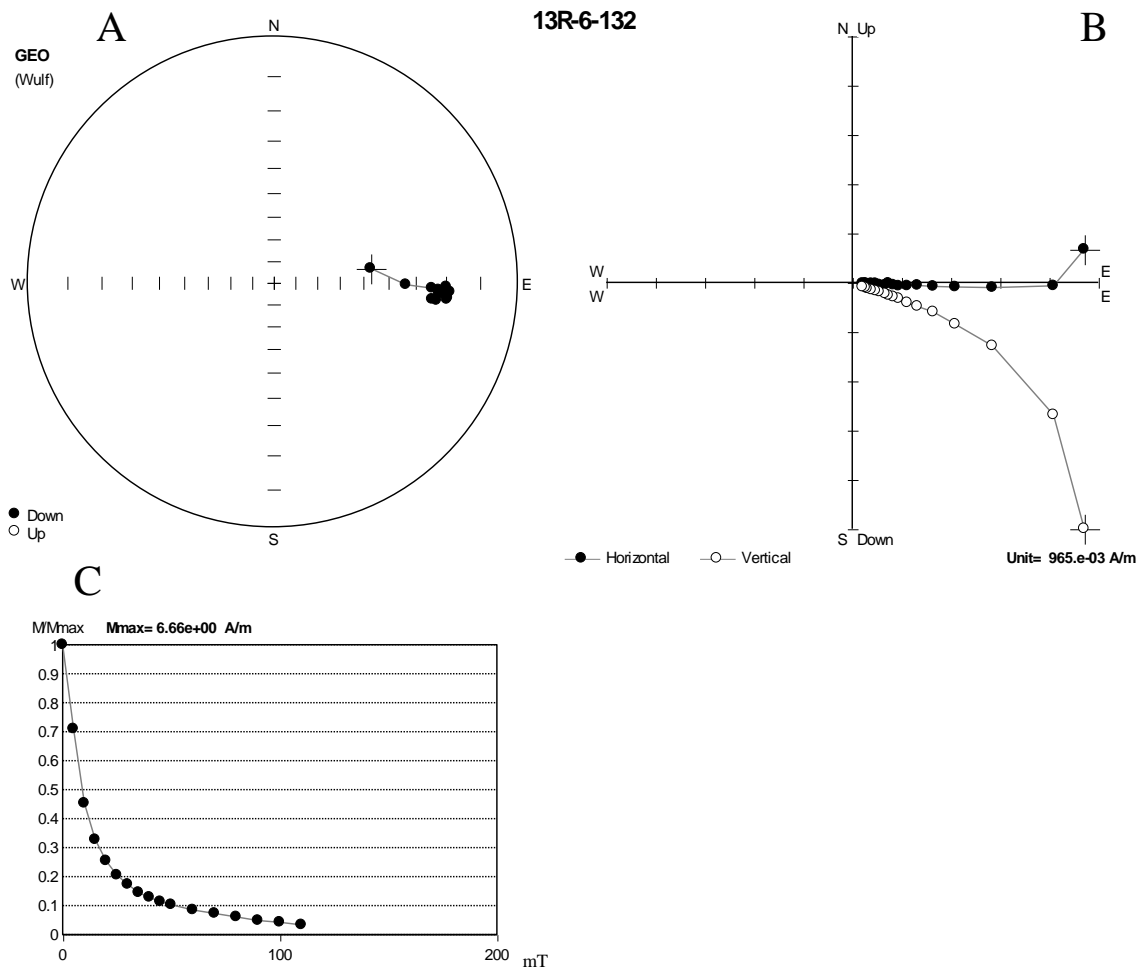 13R-6-132
A
N
GEO
(Wulf)
W
E
S
Down
Up
B
N Up
W
W
E
E
S Down
Horizontal
Vertical
Unit= 965.e-03 A/m
C
M/Mmax Mmax= 6.66e+00 A/m
1
0.9
0.8
0.7
0.6
0.5
0.4
0.3
0.2
0.1
0
0 100 200
mT